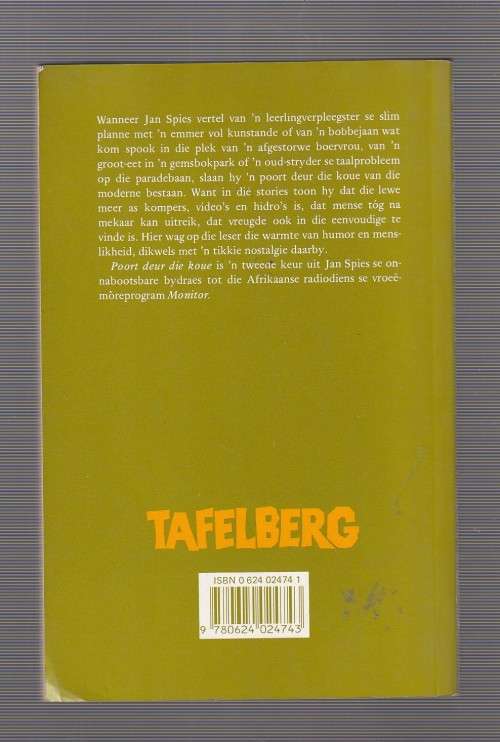 Wanneer Jan Spies vertel van 'n leerlingverpleegster se slim
planne met 'n emmer vol kunstande of van 'n bobbejaan wat
kom spook in die plek van 'n afgestorwe boervrou, van 'n
groot-eet in 'n gemsbokpark of 'n oud-stryder se taalprobleem
op die paradebaan, slaan hy 'n poort deur die koue van die
moderne bestaan. Want in dié stories toon hy dat die lewe
meer as kompers, video's en hidro's is, dat mense tóg na
mekaar kan uitreik, dat vreugde ook in die eenvoudige te
vinde is. Hier wag op die leser die warmte van humor en mens-
likheid, dikwels met 'n tikkie nostalgie daarby.
Poort deur die koue is 'n tweede keur uit Jan Spies se on-
nabootsbare bydraes tot die Afrikaanse radiodiens se vroeë-
môreprogram Monitor.
TAFELBERG
ISBN 0 624 02474 1
9 780624 024743